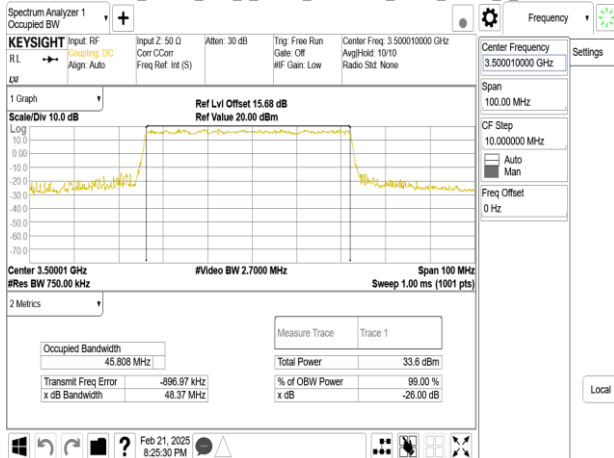 Spectrum Analyzer 1
Occupied BW
Frequency
KEYSIGHT
RL
LXI
Input: RF
Coupling: DC
Align: Auto
Input Z: 50 Ω
Corr CCorr
Freq Ref: Int (S)
Atten: 30 dB
Trig: Free Run
Gate: Off
#IF Gain: Low
Center Freq: 3.500010000 GHz
Avg|Hold: 10/10
Radio Std: None
Center Frequency
3.500010000 GHz
Settings
Span
100.00 MHz
CF Step
10.000000 MHz
Auto
Man
Freq Offset
0 Hz
Local
1 Graph
Scale/Div 10.0 dB
Ref Lvl Offset 15.68 dB
Ref Value 20.00 dBm
Log
10.0
0.00
-10.0
-20.0
-30.0
-40.0
-50.0
-60.0
-70.0
Center 3.50001 GHz
#Res BW 750.00 kHz
#Video BW 2.7000 MHz
Span 100 MHz
Sweep 1.00 ms (1001 pts)
2 Metrics
Measure Trace Trace 1
Occupied Bandwidth
45.808 MHz
Total Power 33.6 dBm
Transmit Freq Error -896.97 kHz
% of OBW Power 99.00 %
x dB Bandwidth 48.37 MHz
x dB -26.00 dB
Feb 21, 2025
8:25:30 PM